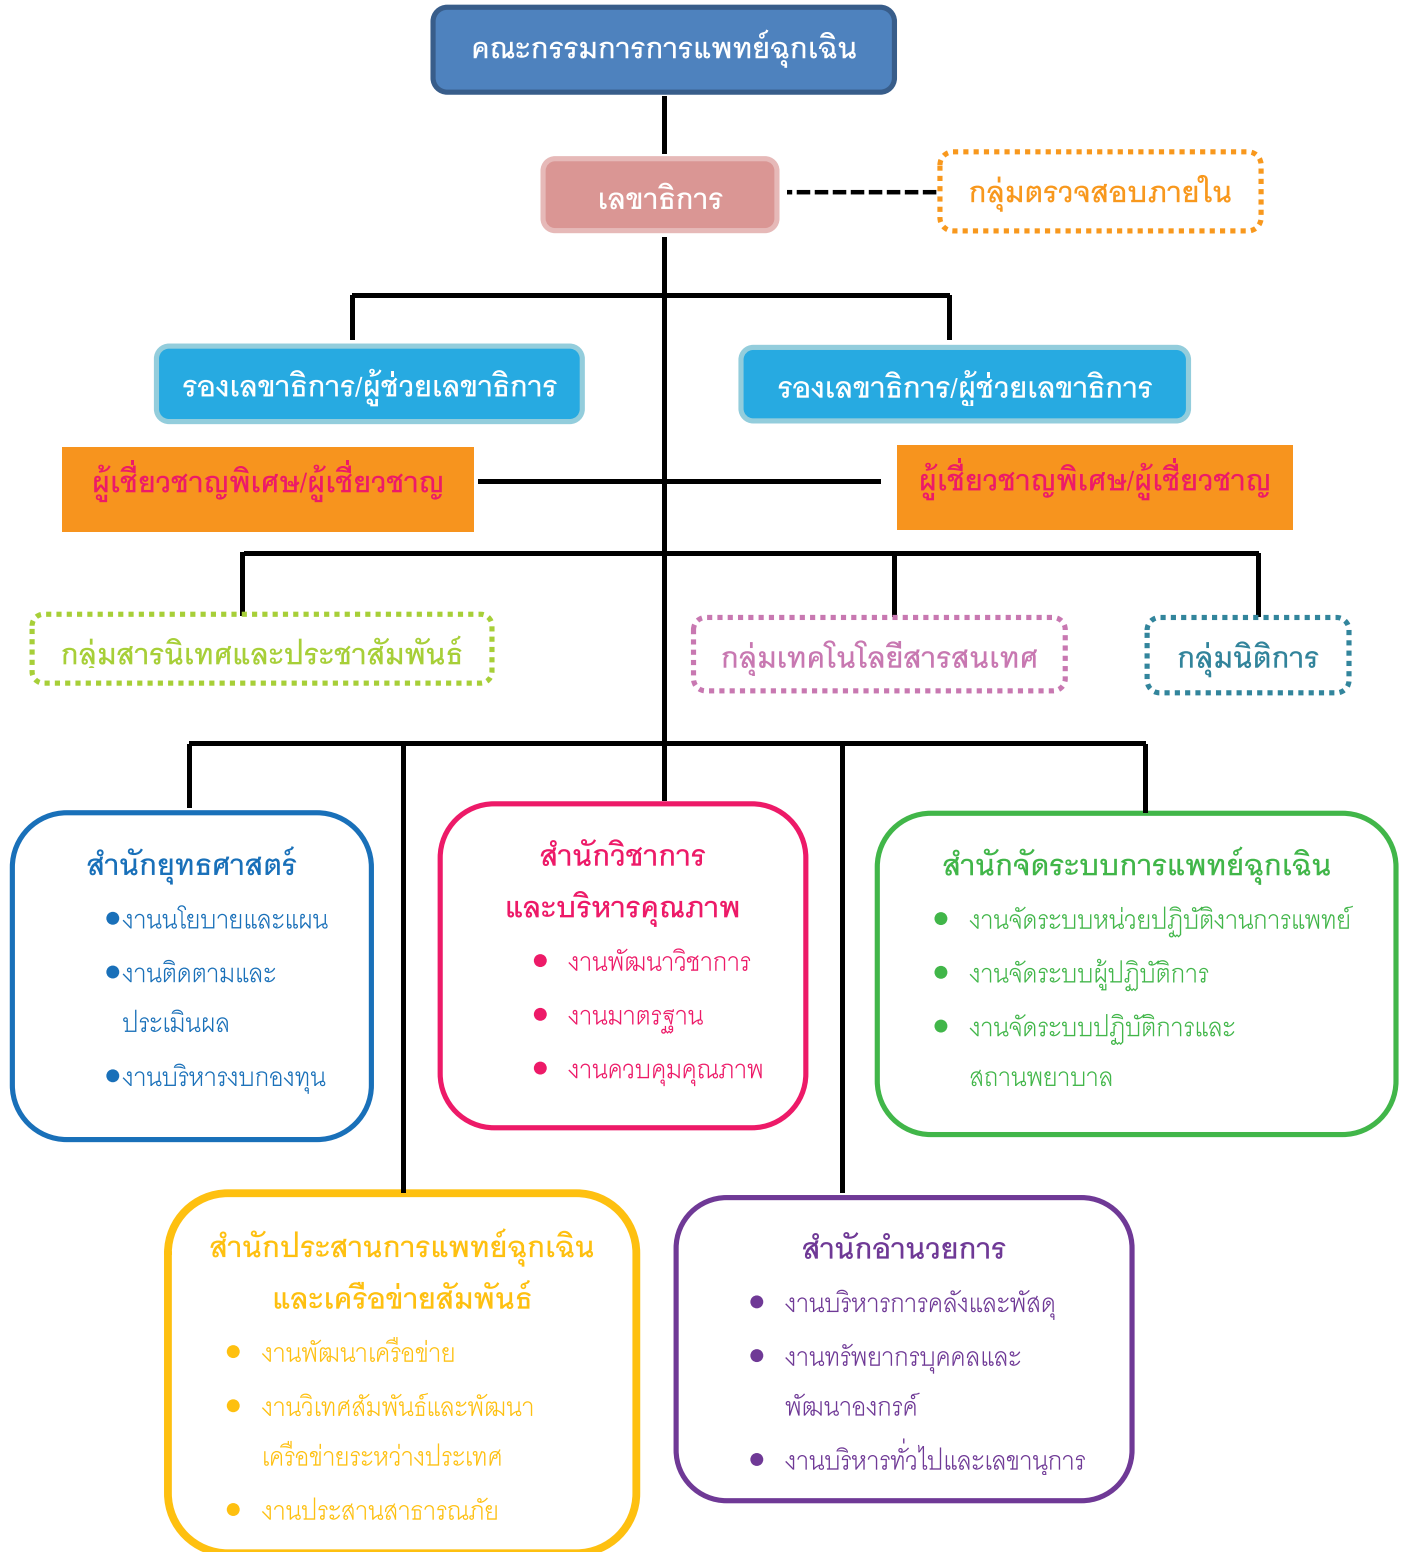 คณะกรรมการการแพทย์ฉุกเฉิน
เลขาธิการ
กลุ่มตรวจสอบภายใน
รองเลขาธิการ/ผู้ช่วยเลขาธิการ
รองเลขาธิการ/ผู้ช่วยเลขาธิการ
ผู้เชี่ยวชาญพิเศษ/ผู้เชี่ยวชาญ
ผู้เชี่ยวชาญพิเศษ/ผู้เชี่ยวชาญ
กลุ่มสารนิเทศและประชาสัมพันธ์
กลุ่มเทคโนโลยีสารสนเทศ
กลุ่มนิติการ
สำนักยุทธศาสตร์
●งานนโยบายและแผน
●งานติดตามและ
ประเมินผล
●งานบริหารงบกองทุน
สำนักวิชาการ
และบริหารคุณภาพ
● งานพัฒนาวิชาการ
● งานมาตรฐาน
● งานควบคุมคุณภาพ
สำนักจัดระบบการแพทย์ฉุกเฉิน
● งานจัดระบบหน่วยปฏิบัติงานการแพทย์
● งานจัดระบบผู้ปฏิบัติการ
● งานจัดระบบปฏิบัติการและ
สถานพยาบาล
สำนักประสานการแพทย์ฉุกเฉิน
และเครือข่ายสัมพันธ์
● งานพัฒนาเครือข่าย
● งานวิเทศสัมพันธ์และพัฒนา
เครือข่ายระหว่างประเทศ
● งานประสานสาธารณภัย
สำนักอำนวยการ
● งานบริหารการคลังและพัสดุ
● งานทรัพยากรบุคคลและ
พัฒนาองกรค์
● งานบริหารทั่วไปและเลขานุการ